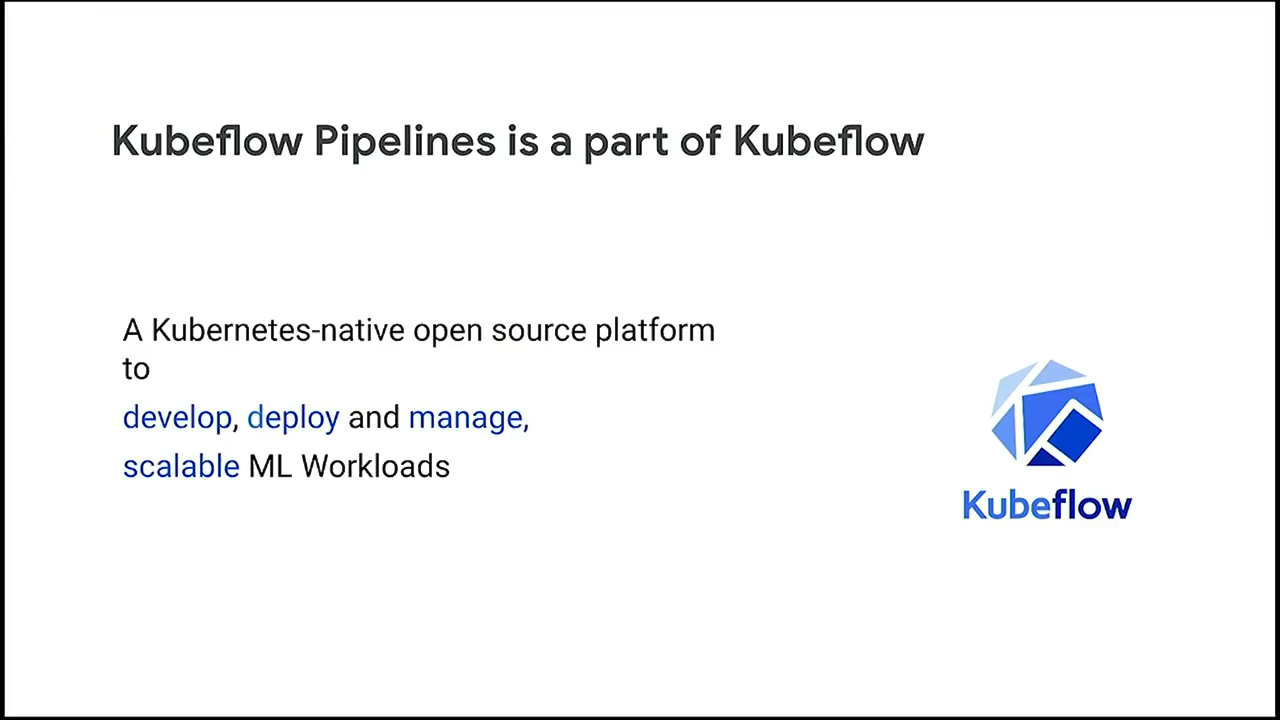 Kubeflow Pipelines is a part of Kubeflow
A Kubernetes-native open source platform
to
develop, deploy and manage,
scalable ML Workloads
Kubeflow